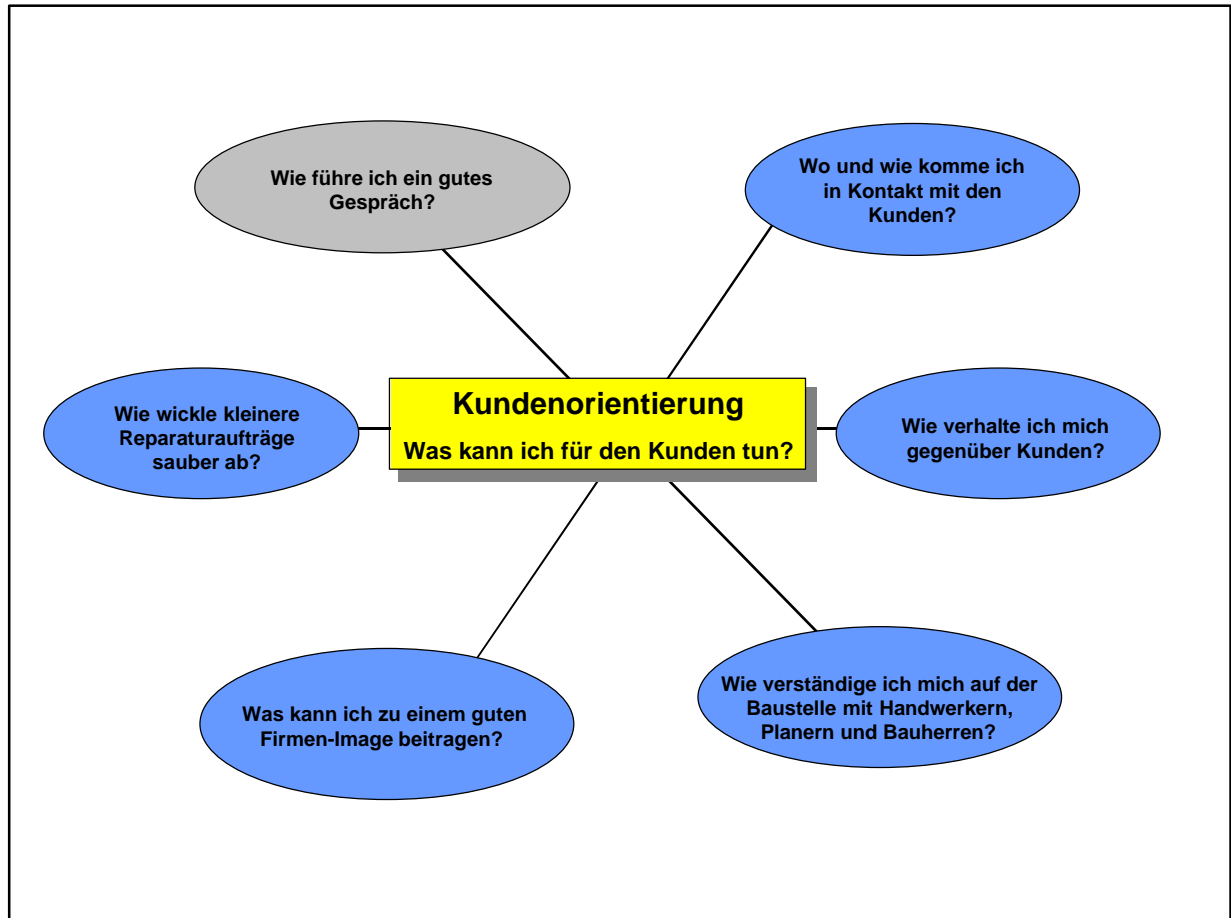 Wie führe ich ein gutes
Gespräch?
Wo und wie komme ich
in Kontakt mit den
Kunden?
Kundenorientierung
Was kann ich für den Kunden tun?
Wie wickle kleinere
Reparaturaufträge
sauber ab?
Wie verhalte ich mich
gegenüber Kunden?
Was kann ich zu einem guten
Firmen-Image beitragen?
Wie verständige ich mich auf der
Baustelle mit Handwerkern,
Planern und Bauherren?